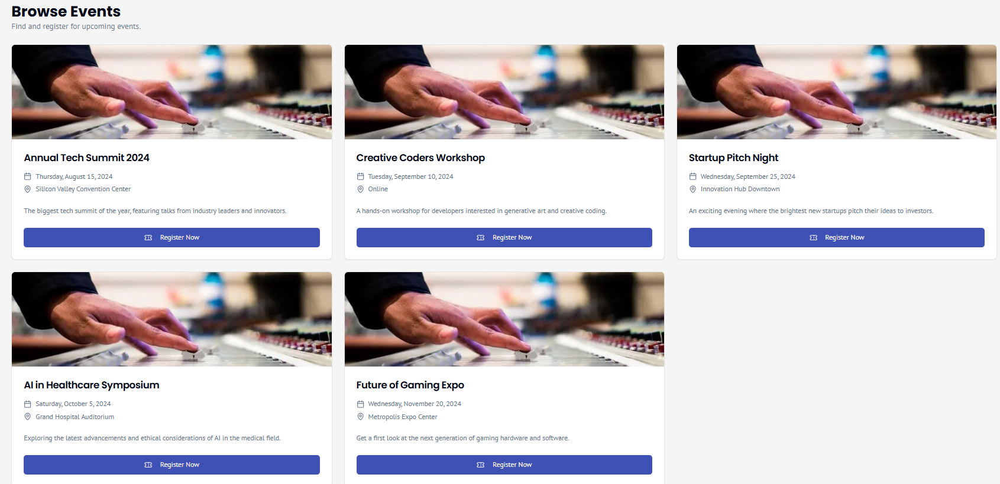 Browse Events
Find and register for upcoming events.
Annual Tech Summit 2024
Thursday, August 15, 2024
Silicon Valley Convention Center
The biggest tech summit of the year, featuring talks from industry leaders and innovators.
Register Now
Creative Coders Workshop
Tuesday, September 10, 2024
Online
A hands-on workshop for developers interested in generative art and creative coding.
Register Now
Startup Pitch Night
Wednesday, September 25, 2024
Innovation Hub Downtown
An exciting evening where the brightest new startups pitch their ideas to investors.
Register Now
AI in Healthcare Symposium
Saturday, October 5, 2024
Grand Hospital Auditorium
Exploring the latest advancements and ethical considerations of AI in the medical field.
Register Now
Future of Gaming Expo
Wednesday, November 20, 2024
Metropolis Expo Center
Get a first look at the next generation of gaming hardware and software.
Register Now